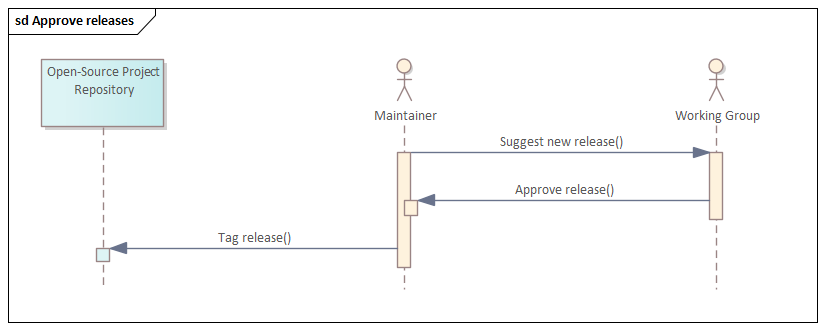 sd Approve releases
Open-Source Project
Repository
Maintainer
Working Group
Suggest new release()
Approve release()
Tag release()